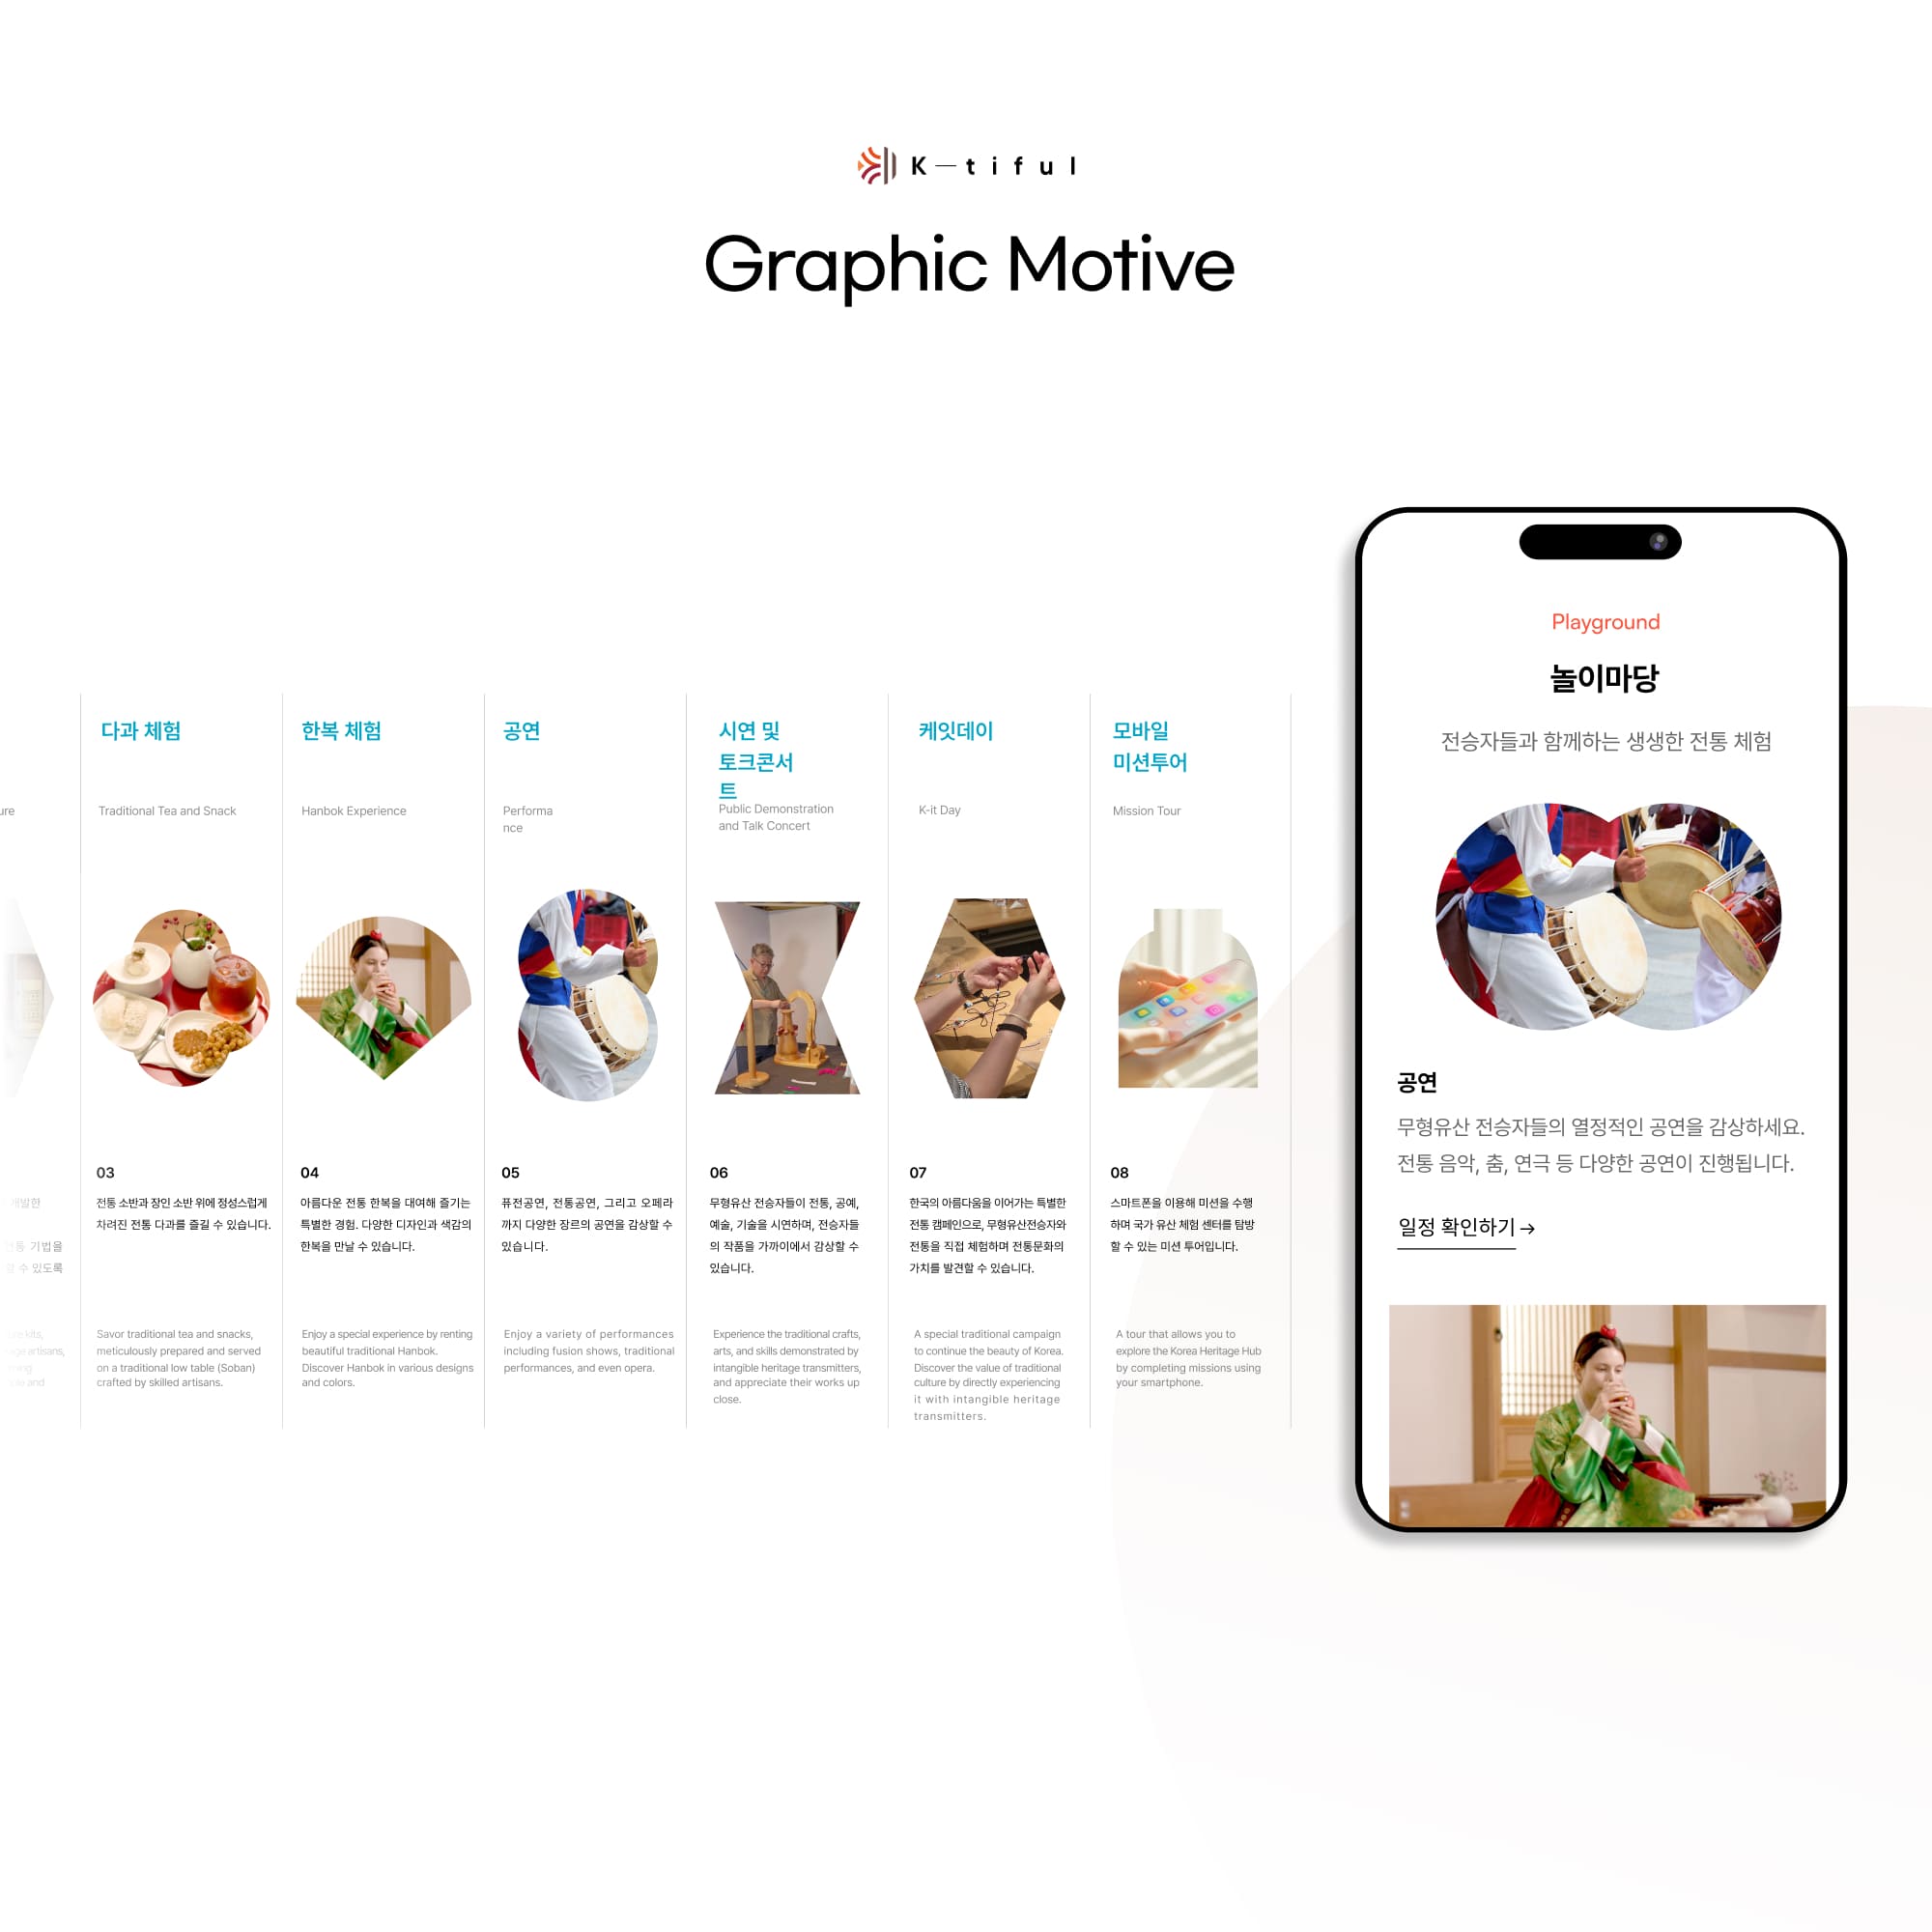 K—tiful
Graphic Motive
ure
개발한
통 기법을
수 있도록
kits,
artisans,
and
다과 체험
Traditional Tea and Snack
03
전통 소반과 장인 소반 위에 정성스럽게
차려진 전통 다과를 즐길 수 있습니다.
Savor traditional tea and snacks,
meticulously prepared and served
on a traditional low table (Soban)
crafted by skilled artisans.
한복 체험
Hanbok Experience
04
아름다운 전통 한복을 대여해 즐기는
특별한 경험. 다양한 디자인과 색감의
한복을 만날 수 있습니다.
Enjoy a special experience by renting
beautiful traditional Hanbok.
Discover Hanbok in various designs
and colors.
공연
Performa
nce
05
퓨전공연, 전통공연, 그리고 오페라
까지 다양한 장르의 공연을 감상할 수
있습니다.
Enjoy a variety of performances
including fusion shows, traditional
performances, and even opera.
시연 및
토크콘서
트
Public Demonstration
and Talk Concert
06
무형유산 전승자들이 전통, 공예,
예술, 기술을 시연하며, 전승자들
의 작품을 가까이에서 감상할 수
있습니다.
Experience the traditional crafts,
arts, and skills demonstrated by
intangible heritage transmitters,
and appreciate their works up
close.
케잇데이
K-it Day
07
한국의 아름다움을 이어가는 특별한
전통 캠페인으로, 무형유산전승자와
전통을 직접 체험하며 전통문화의
가치를 발견할 수 있습니다.
A special traditional campaign
to continue the beauty of Korea.
Discover the value of traditional
culture by directly experiencing
it with intangible heritage
transmitters.
모바일
미션투어
Mission Tour
08
스마트폰을 이용해 미션을 수행
하며 국가 유산 체험 센터를 탐방
할 수 있는 미션 투어입니다.
A tour that allows you to
explore the Korea Heritage Hub
by completing missions using
your smartphone.
Playground
놀이마당
전승자들과 함께하는 생생한 전통 체험
공연
무형유산 전승자들의 열정적인 공연을 감상하세요.
전통 음악, 춤, 연극 등 다양한 공연이 진행됩니다.
일정 확인하기→